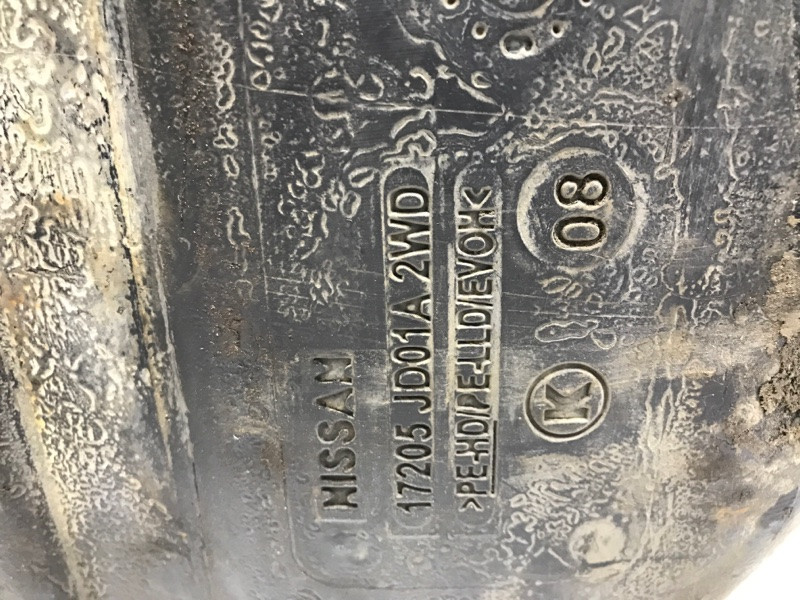 NISSAN
17205 JD01A 2WD
>PE-HD/PE-LLD/EVOH<
K
08